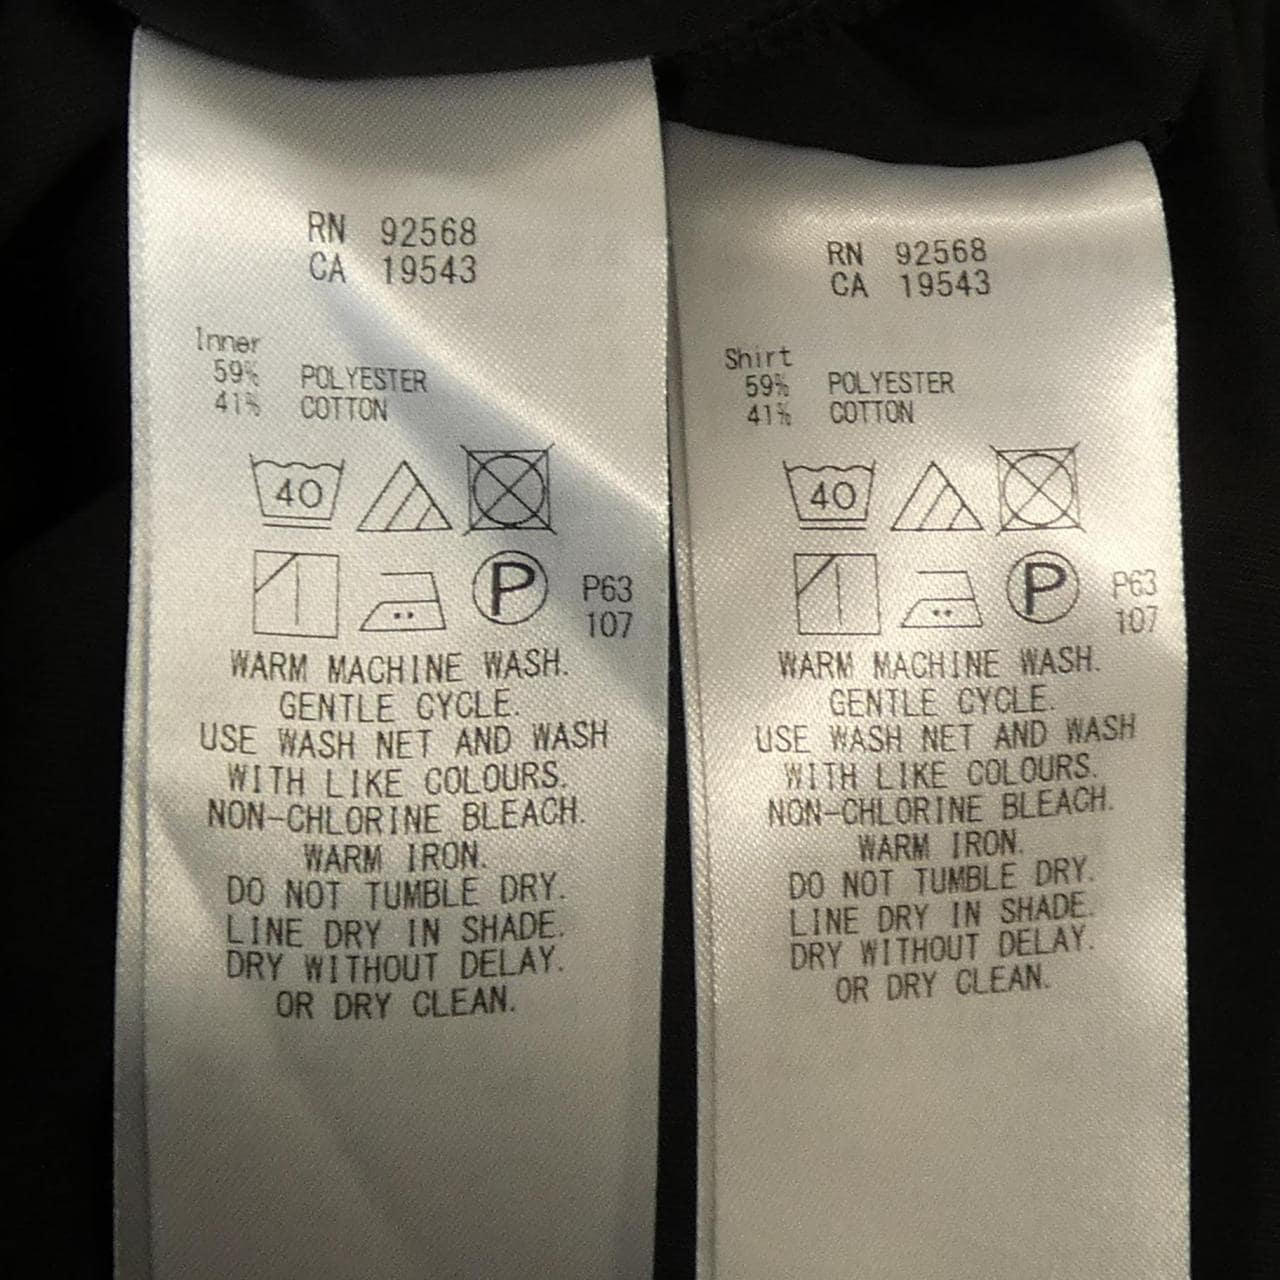 RN 92568
CA 19543
Inner
59% POLYESTER
41% COTTON
40
P
P63
107
WARM MACHINE WASH.
GENTLE CYCLE.
USE WASH NET AND WASH
WITH LIKE COLOURS.
NON-CHLORINE BLEACH.
WARM IRON.
DO NOT TUMBLE DRY.
LINE DRY IN SHADE.
DRY WITHOUT DELAY.
OR DRY CLEAN.
RN 92568
CA 19543
Shirt
59% POLYESTER
41% COTTON
40
P
P63
107
WARM MACHINE WASH.
GENTLE CYCLE.
USE WASH NET AND WASH
WITH LIKE COLOURS.
NON-CHLORINE BLEACH.
WARM IRON.
DO NOT TUMBLE DRY.
LINE DRY IN SHADE.
DRY WITHOUT DELAY.
OR DRY CLEAN.